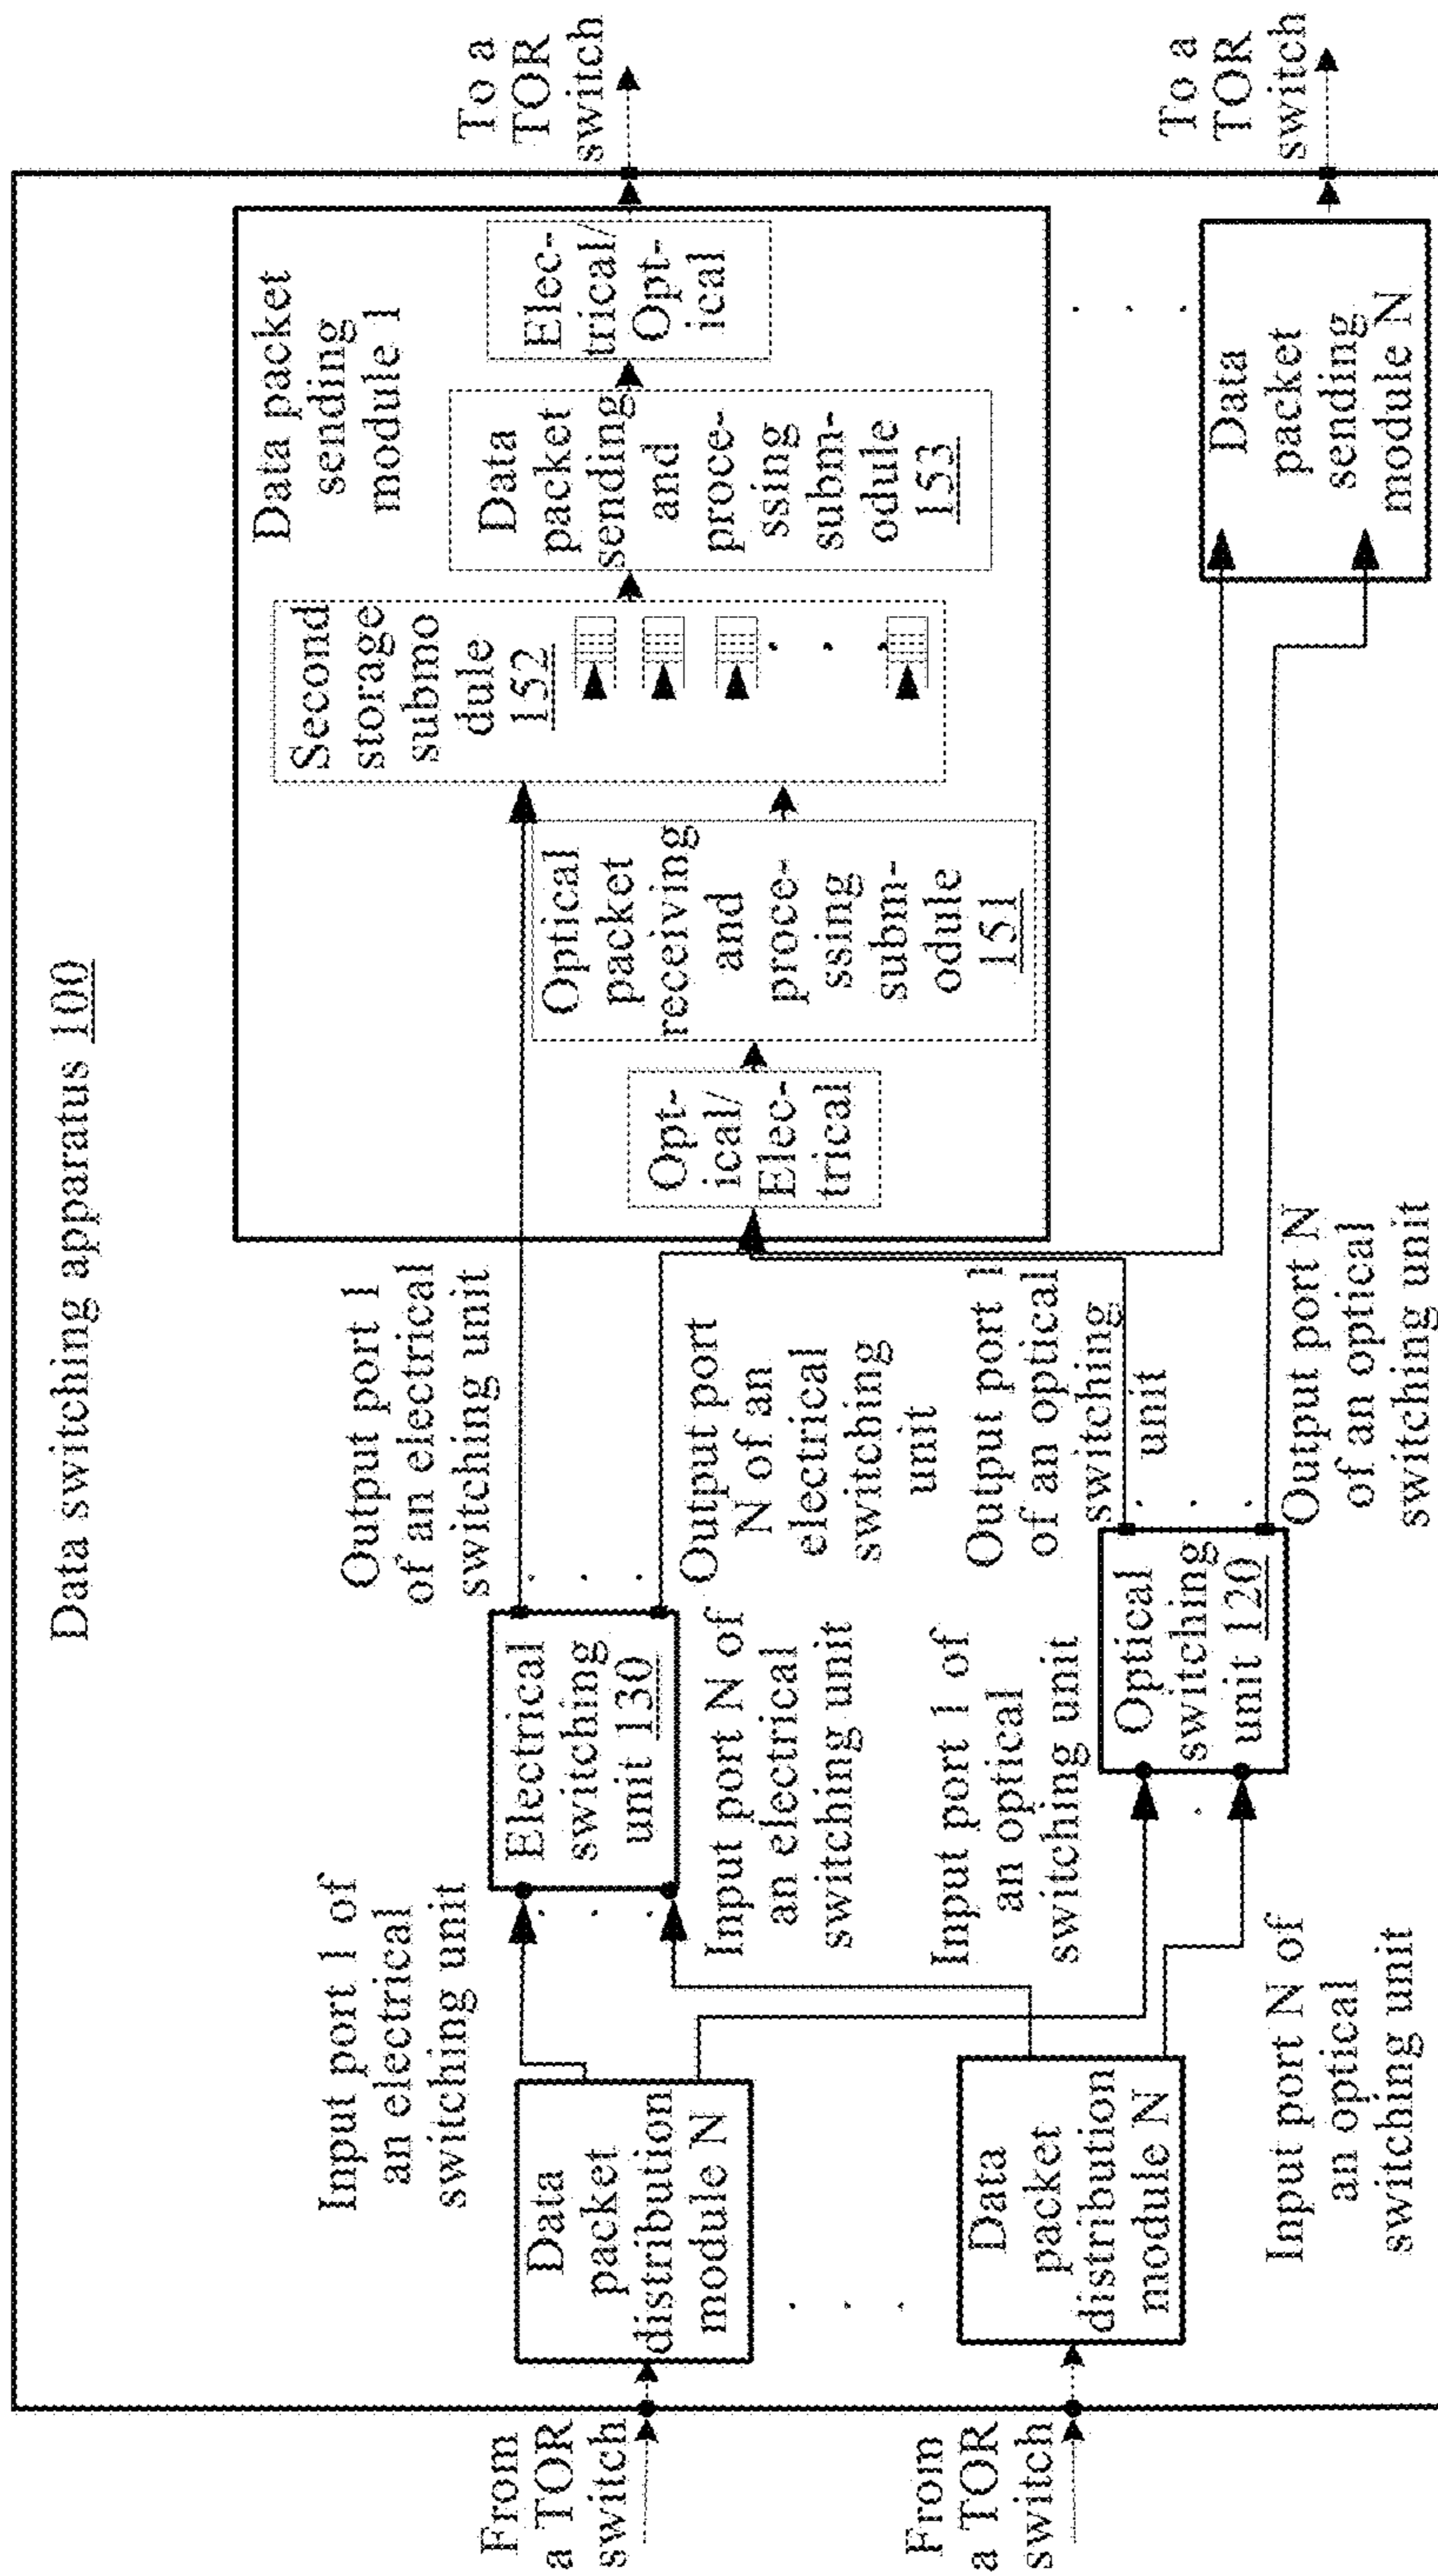 Data switching apparatus 100
From
a TOR
switch
From
a TOR
switch
Data
packet
distribution
module N
Data
packet
distribution
module N
Input port 1 of
an electrical
switching unit
Electrical
switching
unit 130
Input port N of
an electrical
switching unit
Input port 1 of
an optical
switching unit
Optical
switching
unit 120
Input port N of
an optical
switching unit
Output port 1
of an electrical
switching unit
Output port
N of an
electrical
switching
unit
Output port 1
of an optical
switching
unit
Output port N
of an optical
switching unit
Data packet
sending
module 1
Opt-
ical/
Elec-
trical
Optical
packet
receiving
and
proce-
ssing
subm-
odule
151
Second
storage
submo
dule
152
Data
packet
sending
and
proce-
ssing
subm-
odule
153
Elec-
trical/
Opt-
ical
Data
packet
sending
module N
To a
TOR
switch
To a
TOR
switch